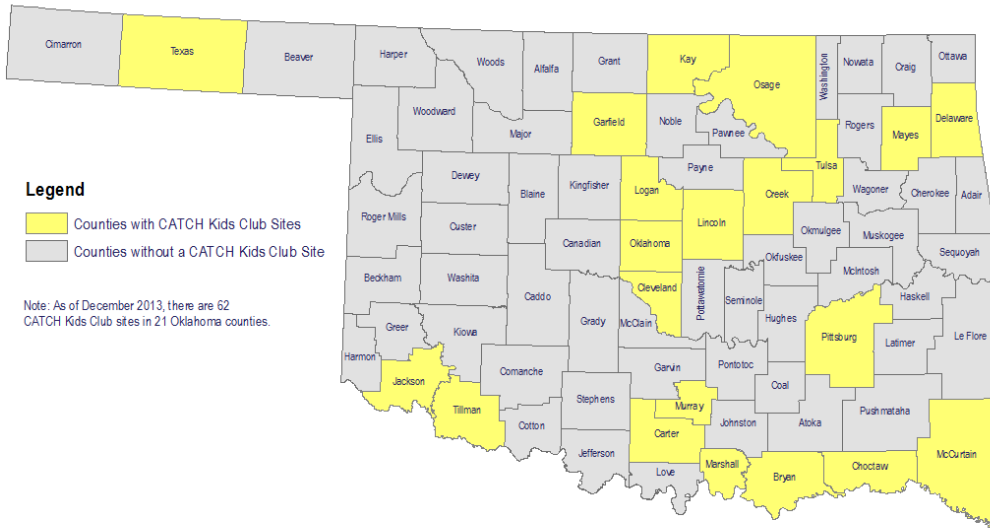 Cimarron
Texas
Beaver
Harper
Woods
Alfalfa
Grant
Kay
Osage
Washington
Nowata
Craig
Ottawa
Woodward
Ellis
Major
Garfield
Noble
Pawnee
Rogers
Mayes
Delaware
Dewey
Blaine
Kingfisher
Logan
Payne
Creek
Tulsa
Wagoner
Cherokee
Adair
Legend
Counties with CATCH Kids Club Sites
Counties without a CATCH Kids Club Site
Note: As of December 2013, there are 62
CATCH Kids Club sites in 21 Oklahoma counties.
Roger Mills
Custer
Canadian
Oklahoma
Lincoln
Okmulgee
Muskogee
Sequoyah
Okfuskee
McIntosh
Beckham
Washita
Caddo
Grady
Cleveland
McClain
Pottawatomie
Seminole
Hughes
Pittsburg
Haskell
Latimer
Le Flore
Greer
Kiowa
Harmon
Jackson
Tillman
Comanche
Cotton
Stephens
Jefferson
Garvin
Murray
Carter
Love
Pontotoc
Coal
Johnston
Atoka
Pushmataha
Marshall
Bryan
Choctaw
McCurtain